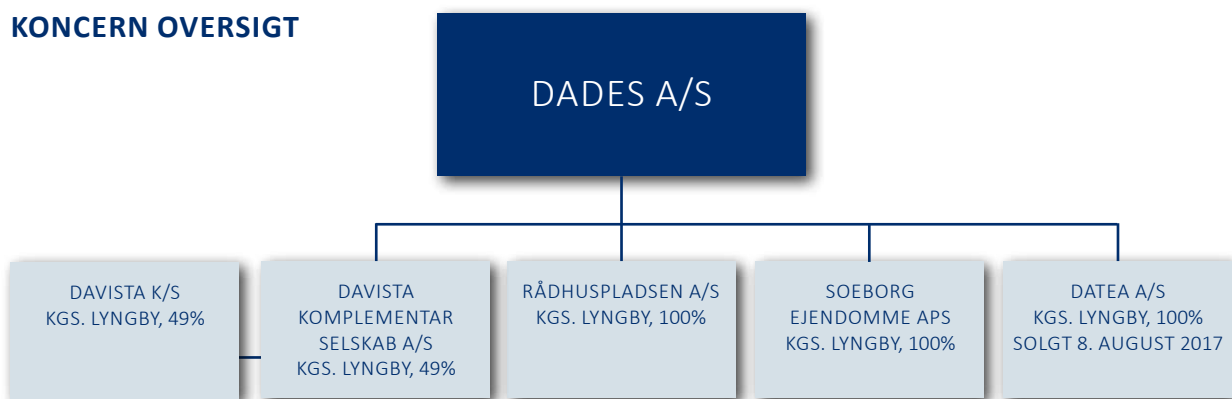 KONCERN OVERSIGT
DADES A/S
DAVISTA K/S
KGS. LYNGBY, 49%
DAVISTA
KOMPLEMENTAR
SELSKAB A/S
KGS. LYNGBY, 49%
RÅDHUSPLADSEN A/S
KGS. LYNGBY, 100%
SOEBORG
EJENDOMME APS
KGS. LYNGBY, 100%
DATEA A/S
KGS. LYNGBY, 100%
SOLGT 8. AUGUST 2017